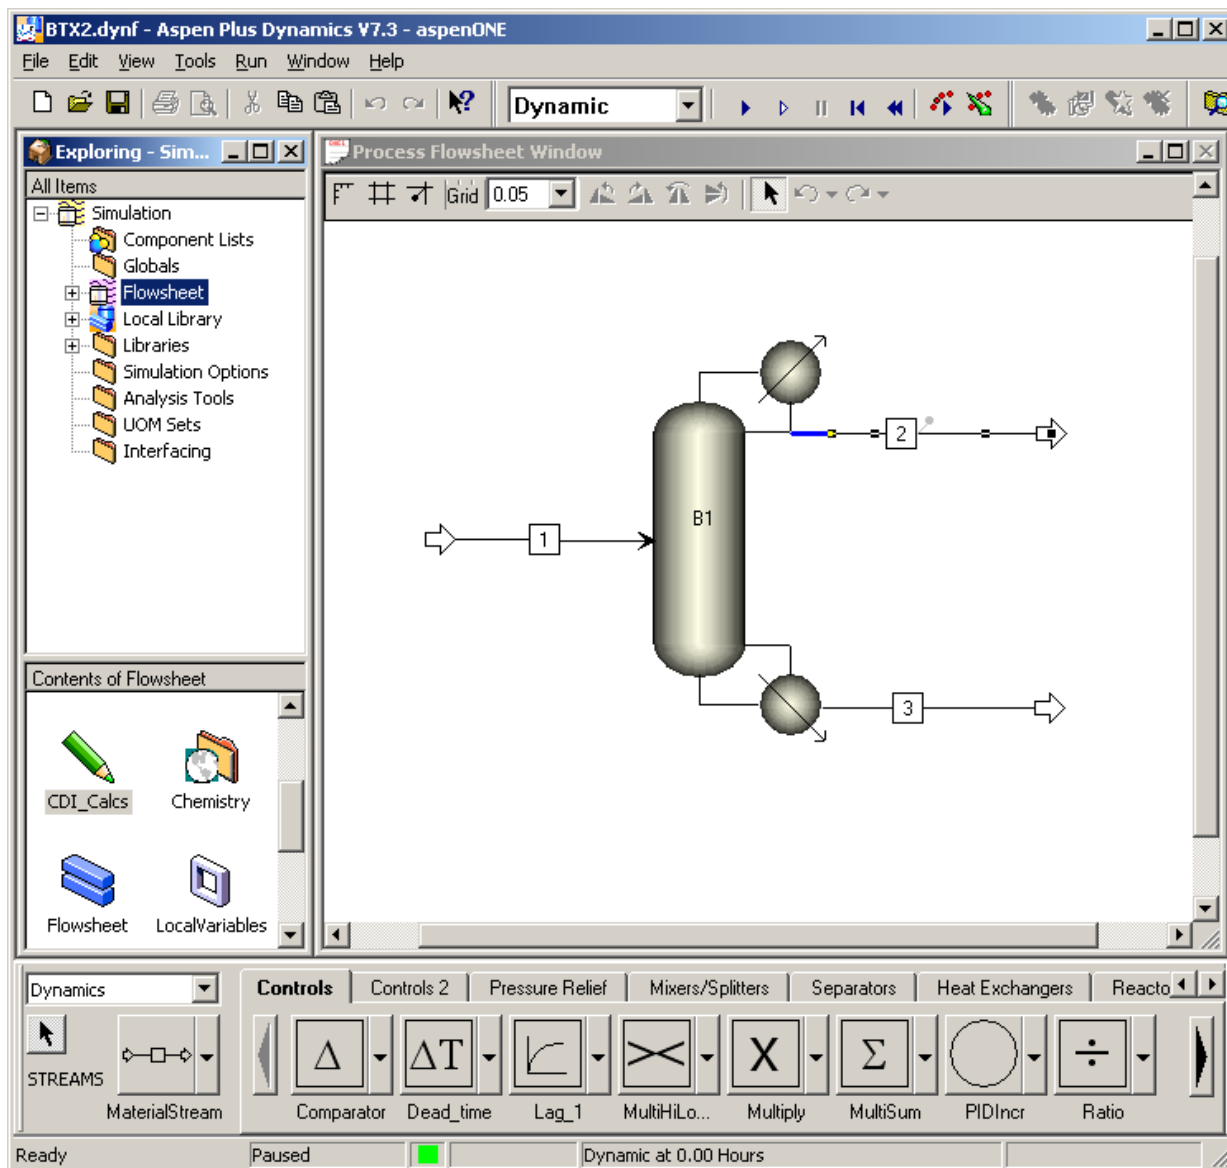 BTX2.dynf - Aspen Plus Dynamics V7.3 - aspenONE
File Edit View Tools Run Window Help
Dynamic
Exploring - Sim...
All Items
Simulation
Component Lists
Globals
Flowsheet
Local Library
Libraries
Simulation Options
Analysis Tools
UOM Sets
Interfacing
Contents of Flowsheet
CDI_Calcs Chemistry
Flowsheet LocalVariables
Process Flowsheet Window
Grid 0.05
2
B1
1
3
Dynamics
STREAMS
MaterialStream
Controls Controls 2 Pressure Relief Mixers/Splitters Separators Heat Exchangers Reacto
Δ ΔT X Σ ÷
Comparator Dead_time Lag_1 MultiHiLo... Multiply MultiSum PIDIncr Ratio
Ready Paused Dynamic at 0.00 Hours